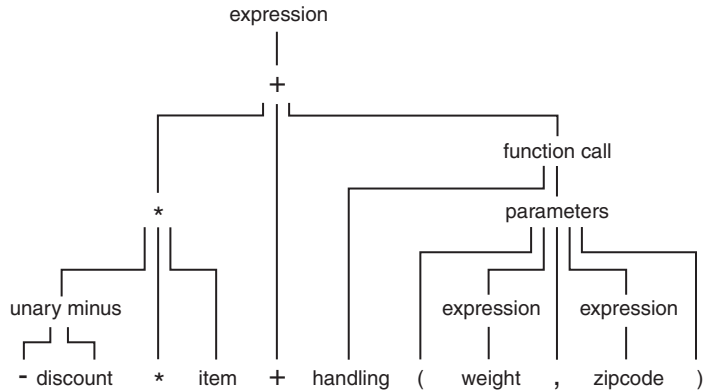 expression
+
function call
*
parameters
unary minus
expression expression
- discount * item + handling ( weight , zipcode )